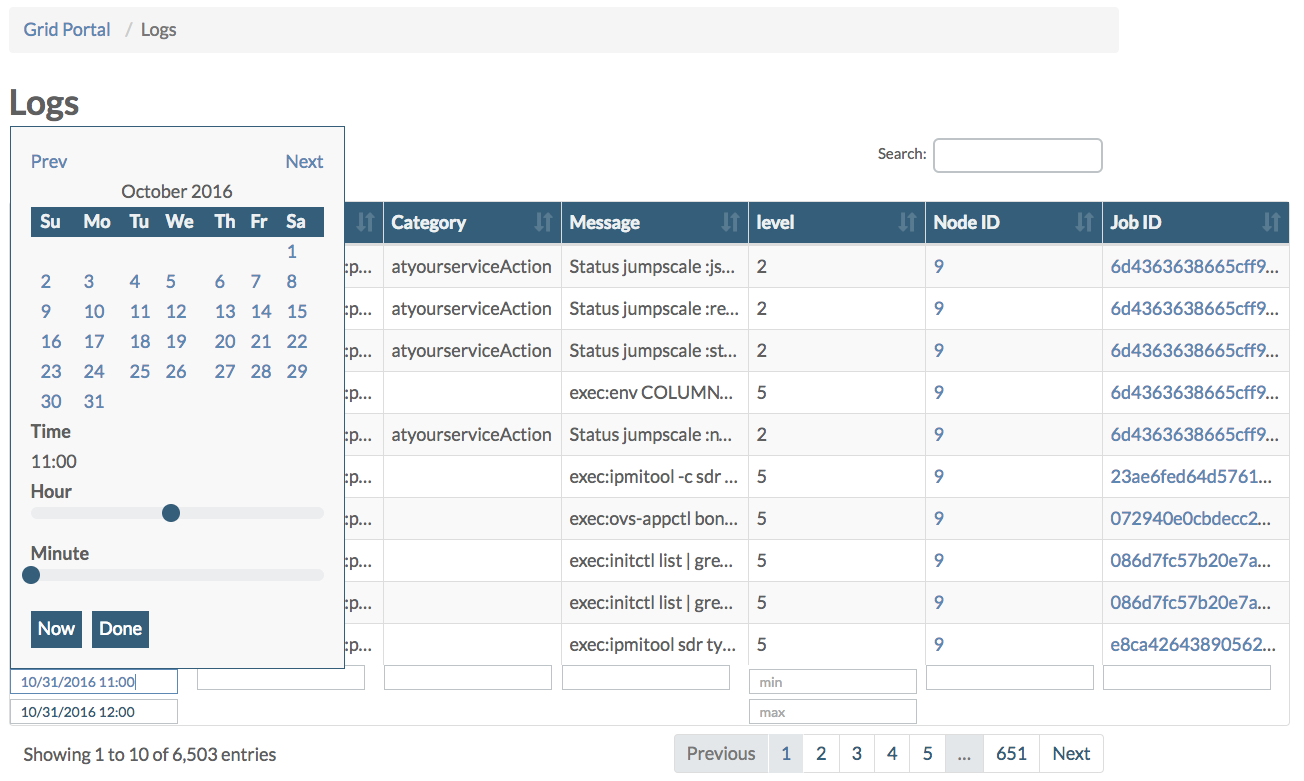 Grid Portal / Logs
Logs
Search:
Prev Next
October 2016
Su Mo Tu We Th Fr Sa
1
2 3 4 5 6 7 8
9 10 11 12 13 14 15
16 17 18 19 20 21 22
23 24 25 26 27 28 29
30 31
Time
11:00
Hour
Minute
Now Done
Category Message level Node ID Job ID
:p... atyourserviceAction Status jumpscale :js... 2 9 6d4363638665cff9...
:p... atyourserviceAction Status jumpscale :re... 2 9 6d4363638665cff9...
:p... atyourserviceAction Status jumpscale :st... 2 9 6d4363638665cff9...
:p... exec:env COLUMN... 5 9 6d4363638665cff9...
:p... atyourserviceAction Status jumpscale :n... 2 9 6d4363638665cff9...
:p... exec:ipmitool -c sdr ... 5 9 23ae6fed64d5761...
:p... exec:ovs-appctl bon... 5 9 072940e0cbdecc2...
:p... exec:initctl list | gre... 5 9 086d7fc57b20e7a...
:p... exec:initctl list | gre... 5 9 086d7fc57b20e7a...
:p... exec:ipmitool sdr ty... 5 9 e8ca42643890562...
10/31/2016 11:00 min
10/31/2016 12:00 max
Showing 1 to 10 of 6,503 entries
Previous 1 2 3 4 5 ... 651 Next